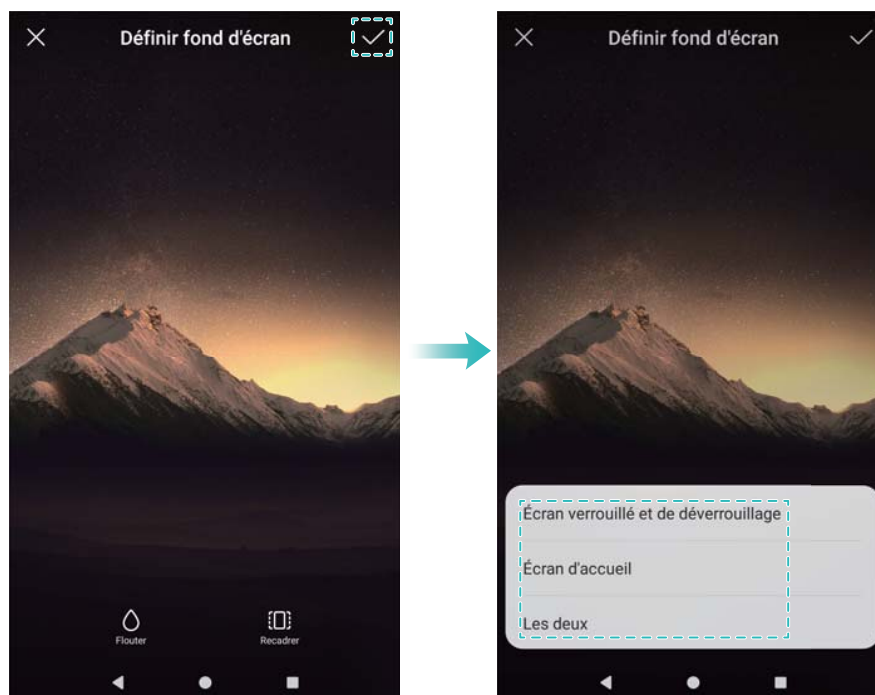 Définir fond d'écran
Flouter
Recadrer
Définir fond d'écran
Écran verrouillé et de déverrouillage
Écran d'accueil
Les deux